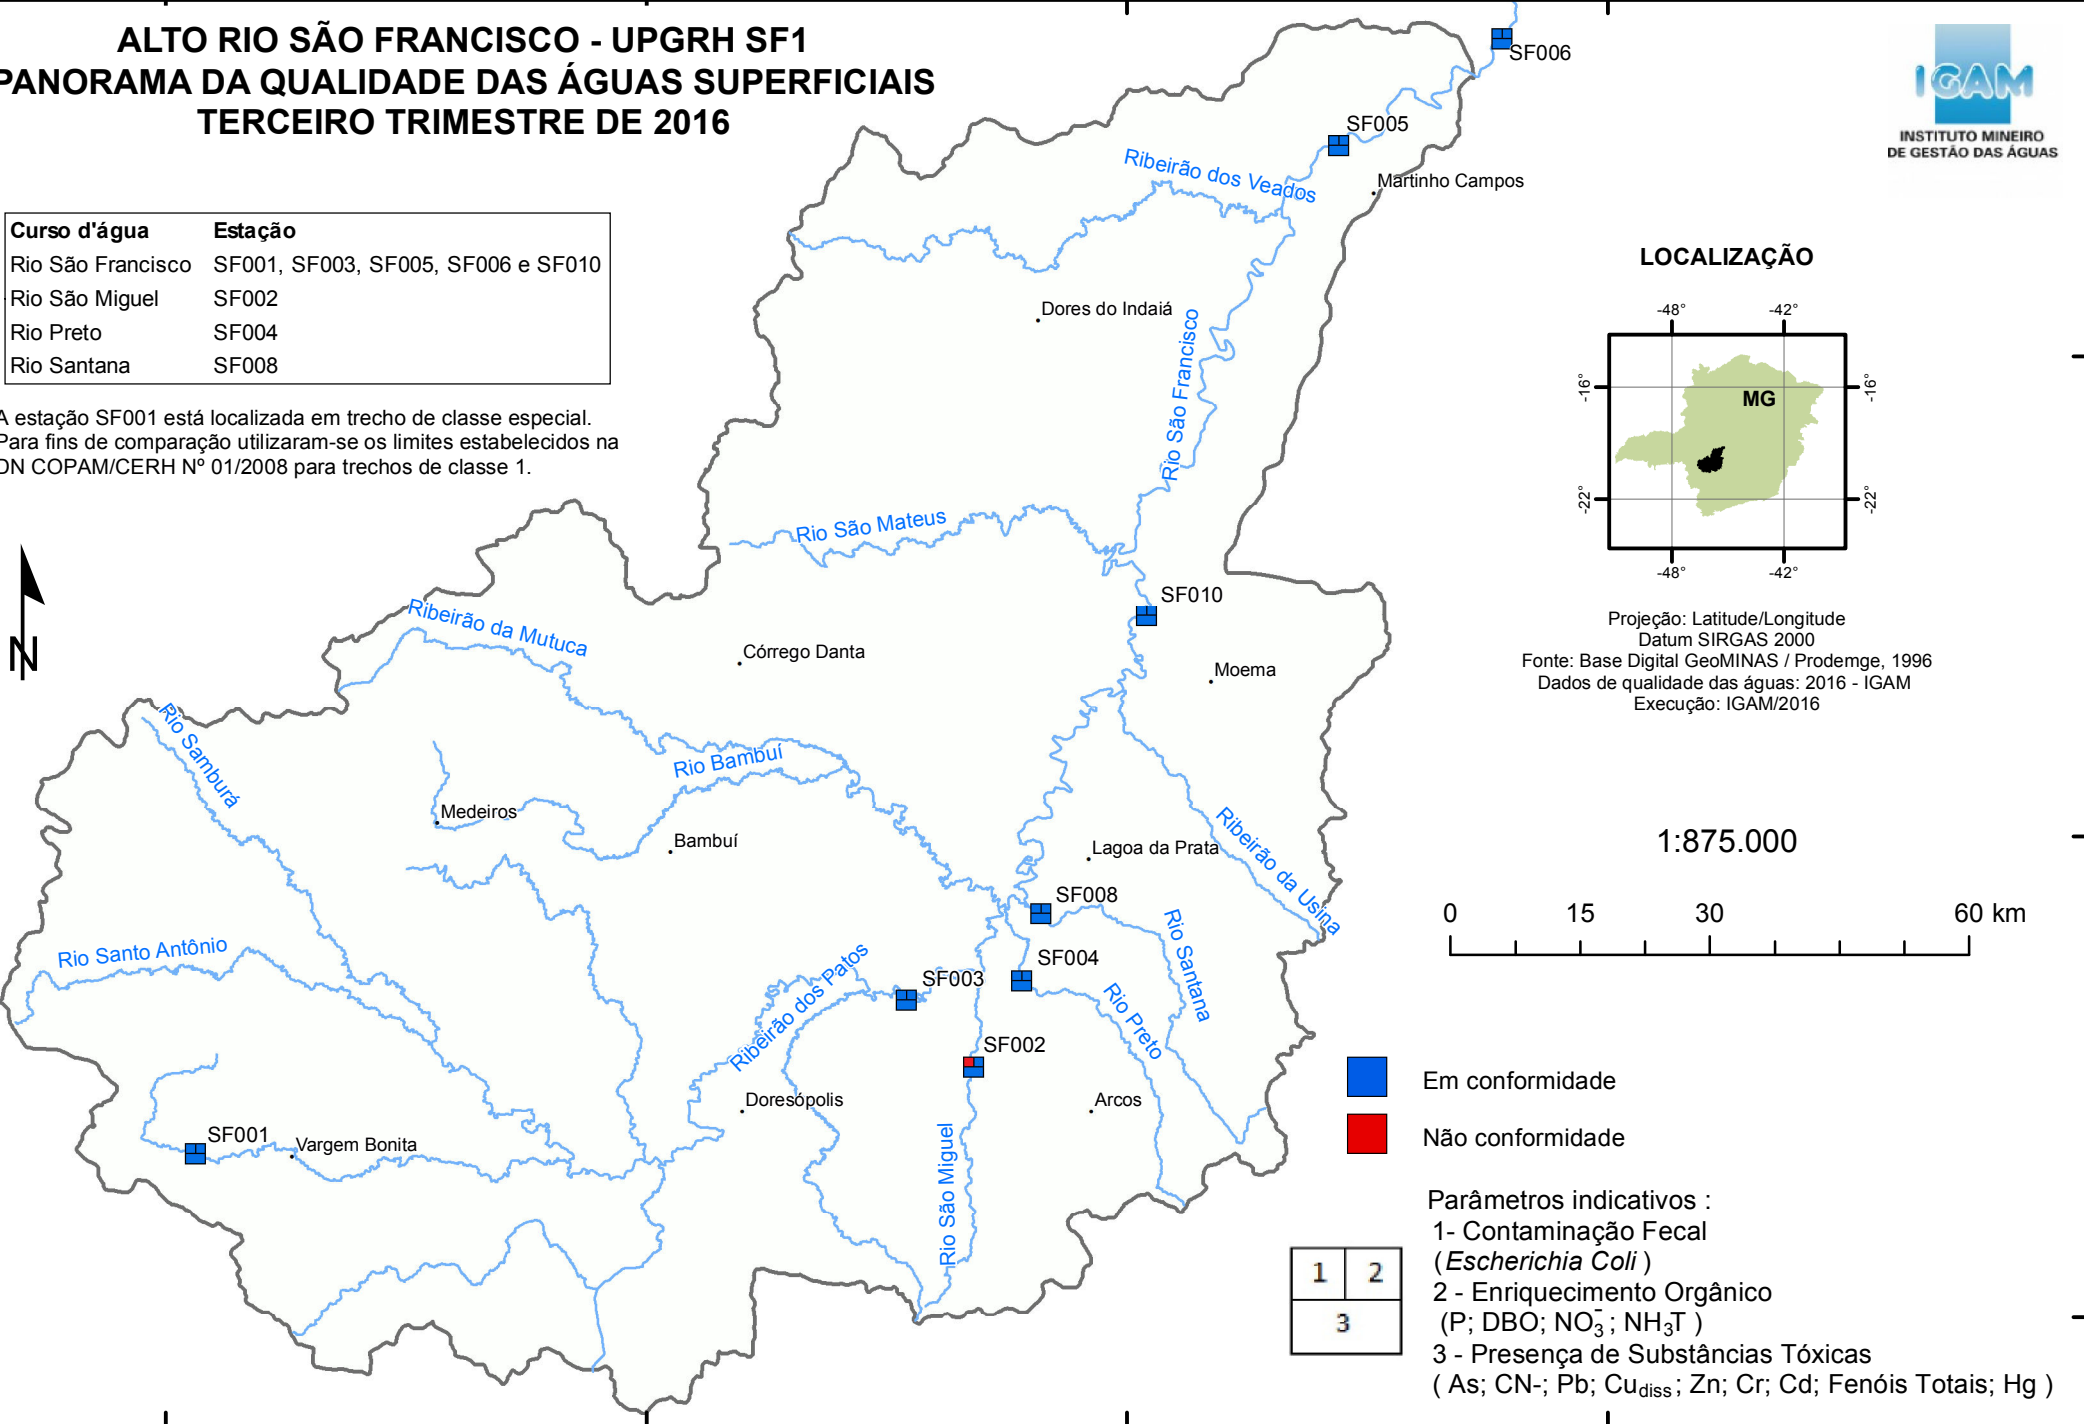 ALTO RIO SÃO FRANCISCO - UPGRH SF1
PANORAMA DA QUALIDADE DAS ÁGUAS SUPERFICIAIS
TERCEIRO TRIMESTRE DE 2016
IGAM
INSTITUTO MINEIRO
DE GESTÃO DAS ÁGUAS
Curso d'água Estação
Rio São Francisco SF001, SF003, SF005, SF006 e SF010
Rio São Miguel SF002
Rio Preto SF004
Rio Santana SF008
A estação SF001 está localizada em trecho de classe especial.
Para fins de comparação utilizaram-se os limites estabelecidos na
DN COPAM/CERH Nº 01/2008 para trechos de classe 1.
N
SF006
SF005
Ribeirão dos Veados
Martinho Campos
Dores do Indaiá
Rio São Francisco
Rio São Mateus
SF010
Ribeirão da Mutuca
Córrego Danta
Moema
Rio Samburá
Rio Bambuí
Medeiros
Bambuí
Lagoa da Prata
Ribeirão da Usina
SF008
Rio Santana
Rio Santo Antônio
SF004
SF003
Ribeirão dos Patos
Rio Preto
SF002
Doresópolis
Arcos
SF001
Vargem Bonita
Rio São Miguel
LOCALIZAÇÃO
-48° -42°
-16° -16°
MG
-22° -22°
-48° -42°
Projeção: Latitude/Longitude
Datum SIRGAS 2000
Fonte: Base Digital GeoMINAS / Prodemge, 1996
Dados de qualidade das águas: 2016 - IGAM
Execução: IGAM/2016
1:875.000
0 15 30 60 km
Em conformidade
Não conformidade
1 2
3
Parâmetros indicativos :
1- Contaminação Fecal
(Escherichia Coli )
2 - Enriquecimento Orgânico
(P; DBO; NO₃⁻; NH₃T )
3 - Presença de Substâncias Tóxicas
( As; CN-; Pb; Cu diss ; Zn; Cr; Cd; Fenóis Totais; Hg )